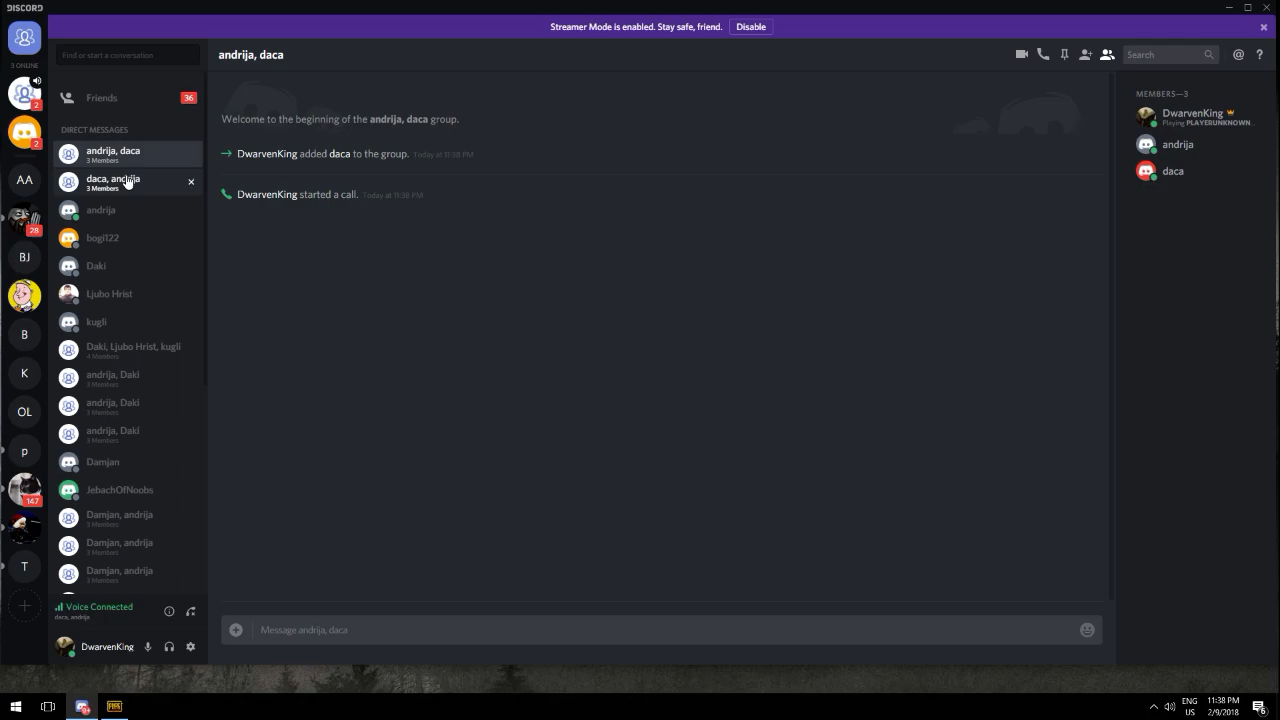 DISCORD
Streamer Mode is enabled. Stay safe, friend. Disable
Find or start a conversation
andrija, daca
Search
3 ONLINE
2
2
AA
28
BJ
B
K
OL
p
147
T
Friends 36
DIRECT MESSAGES
andrija, daca
3 Members
daca, andrija
3 Members
andrija
bogi122
Daki
Ljubo Hrist
kugli
Daki, Ljubo Hrist, kugli
4 Members
andrija, Daki
3 Members
andrija, Daki
3 Members
andrija, Daki
3 Members
Damjan
JebachOfNoobs
Damjan, andrija
3 Members
Damjan, andrija
3 Members
Damjan, andrija
3 Members
Voice Connected
daca, andrija
DwarvenKing
Welcome to the beginning of the andrija, daca group.
DwarvenKing added daca to the group. Today at 11:38 PM
DwarvenKing started a call. Today at 11:38 PM
Message andrija, daca
MEMBERS—3
DwarvenKing
Playing PLAYERUNKNOWN...
andrija
daca
ENG
US
11:38 PM
2/9/2018
6